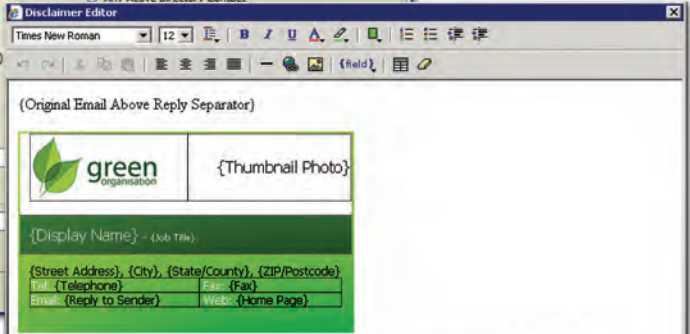 Disclaimer Editor
Times New Roman 12 B I U A
{field}
{Original Email Above Reply Separator}
green
organisation
{Thumbnail Photo}
{Display Name} - {Job Title}
{Street Address}, {City}, {State/County}, {ZIP/Postcode}
Tel: {Telephone} Fax: {Fax}
Email: {Reply to Sender} Web: {Home Page}